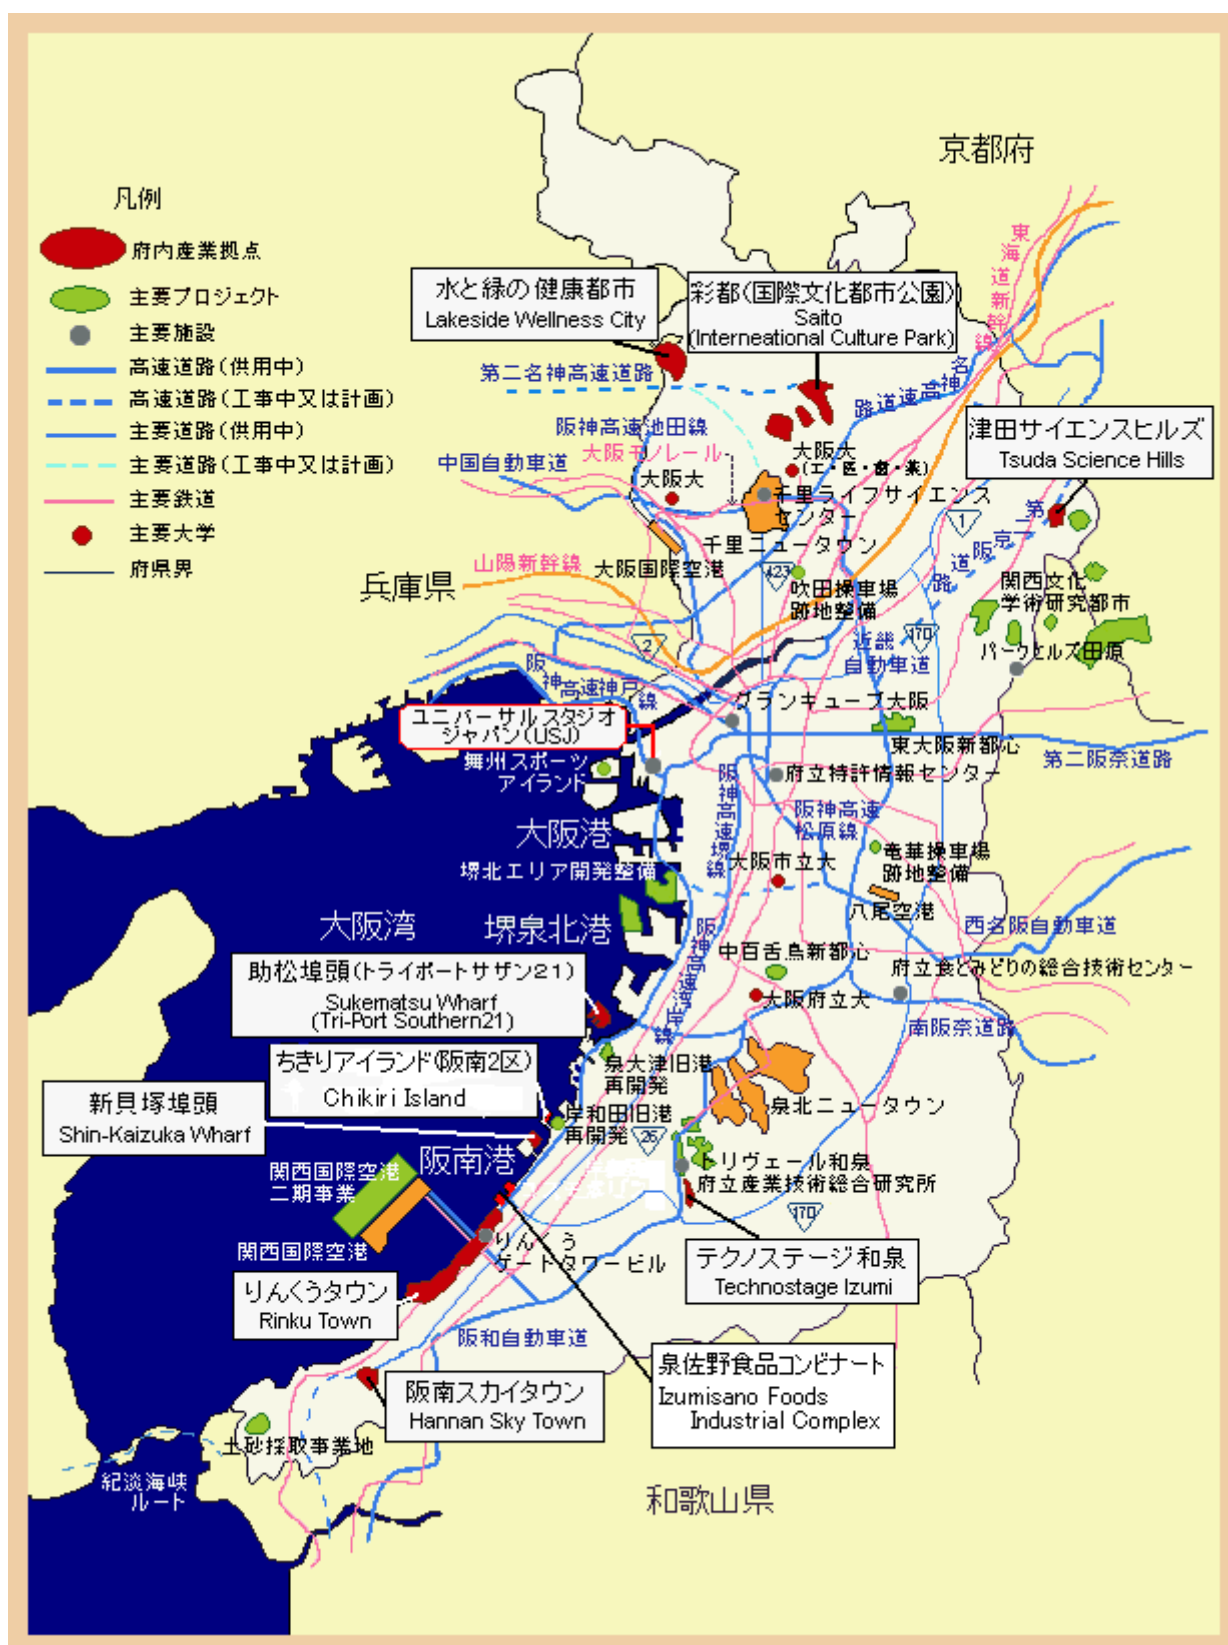 京都府
凡例
府内産業拠点
主要プロジェクト
主要施設
高速道路(供用中)
高速道路(工事中又は計画)
主要道路(供用中)
主要道路(工事中又は計画)
主要鉄道
主要大学
府県界
東海道新幹線
水と緑の健康都市
Lakeside Wellness City
彩都(国際文化都市公園)
Saito
(Interneational Culture Park)
第二名神高速道路
名神高速道路
阪神高速池田線
大阪モノレール
中国自動車道
大阪大
大阪大
(工・医・歯・薬)
津田サイエンスヒルズ
Tsuda Science Hills
千里ライフサイエンス
センター
千里ニュータウン
第二京阪道路
1
山陽新幹線
大阪国際空港
兵庫県
423
吹田操車場
跡地整備
関西文化
学術研究都市
170
2
近畿
自動車道
パークヒルズ田原
阪神高速神戸線
グランキューブ大阪
ユニバーサルスタジオ
ジャパン(USJ)
東大阪新都心
第二阪奈道路
舞州スポーツ
アイランド
府立特許情報センター
阪神高速堺線
阪神高速
松原線
大阪港
竜華操車場
跡地整備
大阪市立大
堺北エリア開発整備
八尾空港
西名阪自動車道
大阪湾
堺泉北港
阪神高速湾岸線
中百舌鳥新都心
府立食とみどりの総合技術センター
助松埠頭(トライポートサザン21)
Sukematsu Wharf
(Tri-Port Southern21)
大阪府立大
南阪奈道路
ちきりアイランド(阪南2区)
Chikiri Island
泉大津旧港
再開発
新貝塚埠頭
Shin-Kaizuka Wharf
岸和田旧港
再開発
26
泉北ニュータウン
阪南港
トリヴェール和泉
府立産業技術総合研究所
関西国際空港
二期事業
170
関西国際空港
りんくう
ゲートタワービル
テクノステージ和泉
Technostage Izumi
りんくうタウン
Rinku Town
阪和自動車道
泉佐野食品コンビナート
Izumisano Foods
Industrial Complex
阪南スカイタウン
Hannan Sky Town
土砂採取事業地
紀淡海峡
ルート
和歌山県